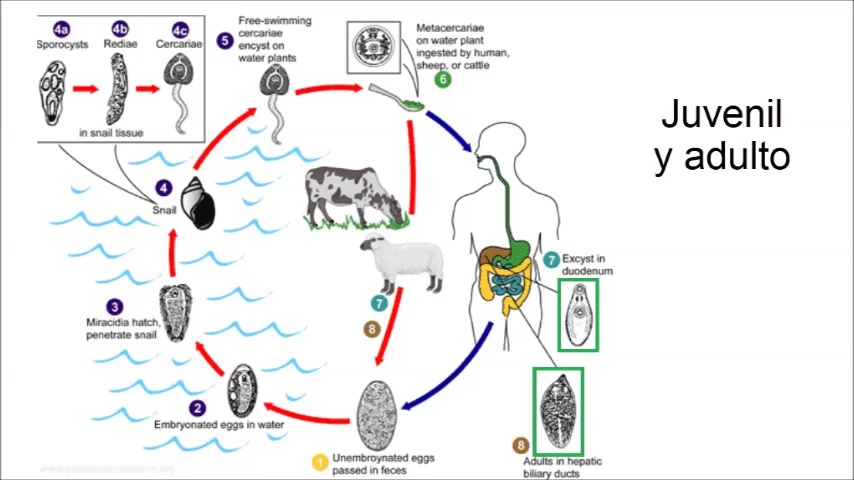 4a
4b
4c
Sporocysts
Rediae
Cercariae
in snail tissue
5
Free-swimming
cercariae
encyst on
water plants
Metacercariae
on water plant
ingested by human,
sheep, or cattle
6
Juvenil
y adulto
4
Snail
7
Excyst in
duodenum
3
Miracidia hatch,
penetrate snail
7
8
2
Embryonated eggs in water
1
Unembroynated eggs
passed in feces
8
Adults in hepatic
biliary ducts